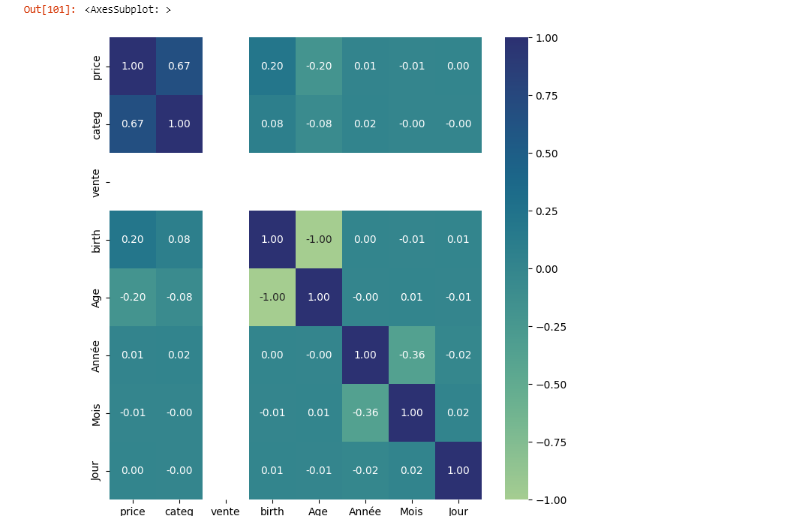 Out[101]: <AxesSubplot: >
1.00
price 1.00 0.67 0.20 -0.20 0.01 -0.01 0.00
0.75
categ 0.67 1.00 0.08 -0.08 0.02 -0.00 -0.00
0.50
vente
0.25
birth 0.20 0.08 1.00 -1.00 0.00 -0.01 0.01
0.00
Age -0.20 -0.08 -1.00 1.00 -0.00 0.01 -0.01
−0.25
Année 0.01 0.02 0.00 -0.00 1.00 -0.36 -0.02
−0.50
Mois -0.01 -0.00 -0.01 0.01 -0.36 1.00 0.02
−0.75
Jour 0.00 -0.00 0.01 -0.01 -0.02 0.02 1.00
−1.00
price categ vente birth Age Année Mois Jour